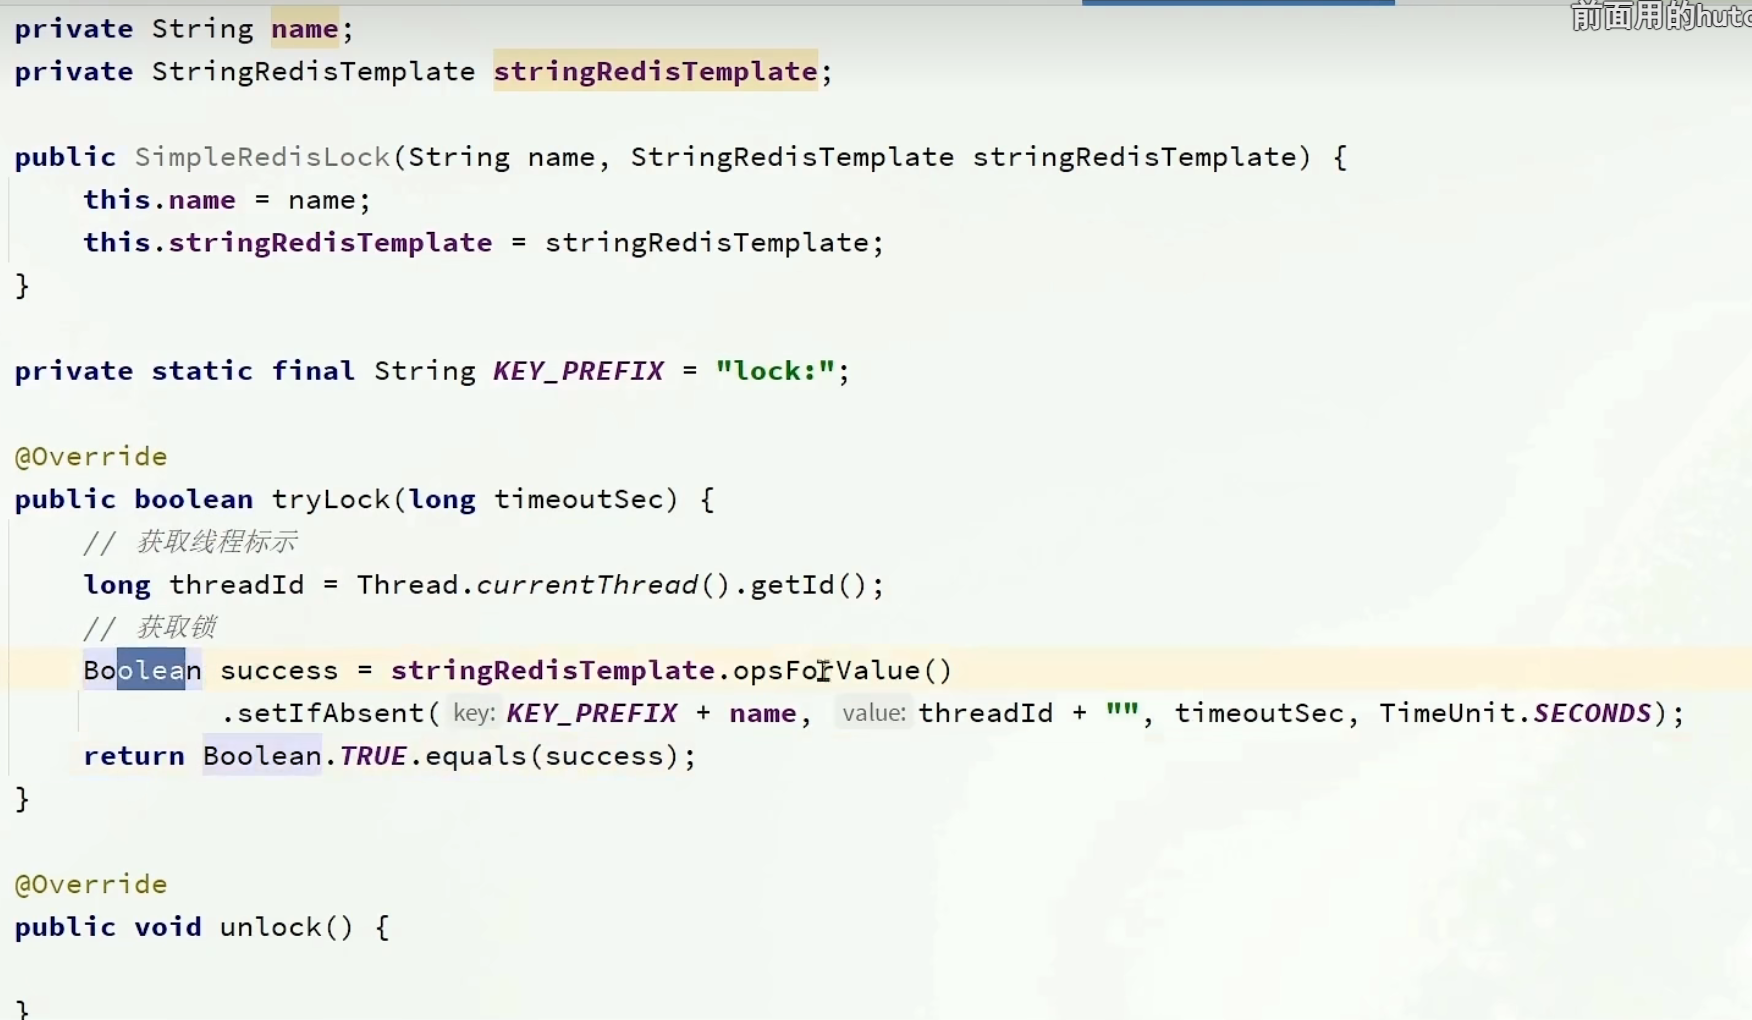 前面用的huto
private String name;
private StringRedisTemplate stringRedisTemplate;
public SimpleRedisLock(String name, StringRedisTemplate stringRedisTemplate) {
this.name = name;
this.stringRedisTemplate = stringRedisTemplate;
}
private static final String KEY_PREFIX = "lock:";
@Override
public boolean tryLock(long timeoutSec) {
// 获取线程标示
long threadId = Thread.currentThread().getId();
// 获取锁
Boolean success = stringRedisTemplate.opsForValue()
.setIfAbsent( key: KEY_PREFIX + name, value: threadId + "", timeoutSec, TimeUnit.SECONDS);
return Boolean.TRUE.equals(success);
}
@Override
public void unlock() {
}